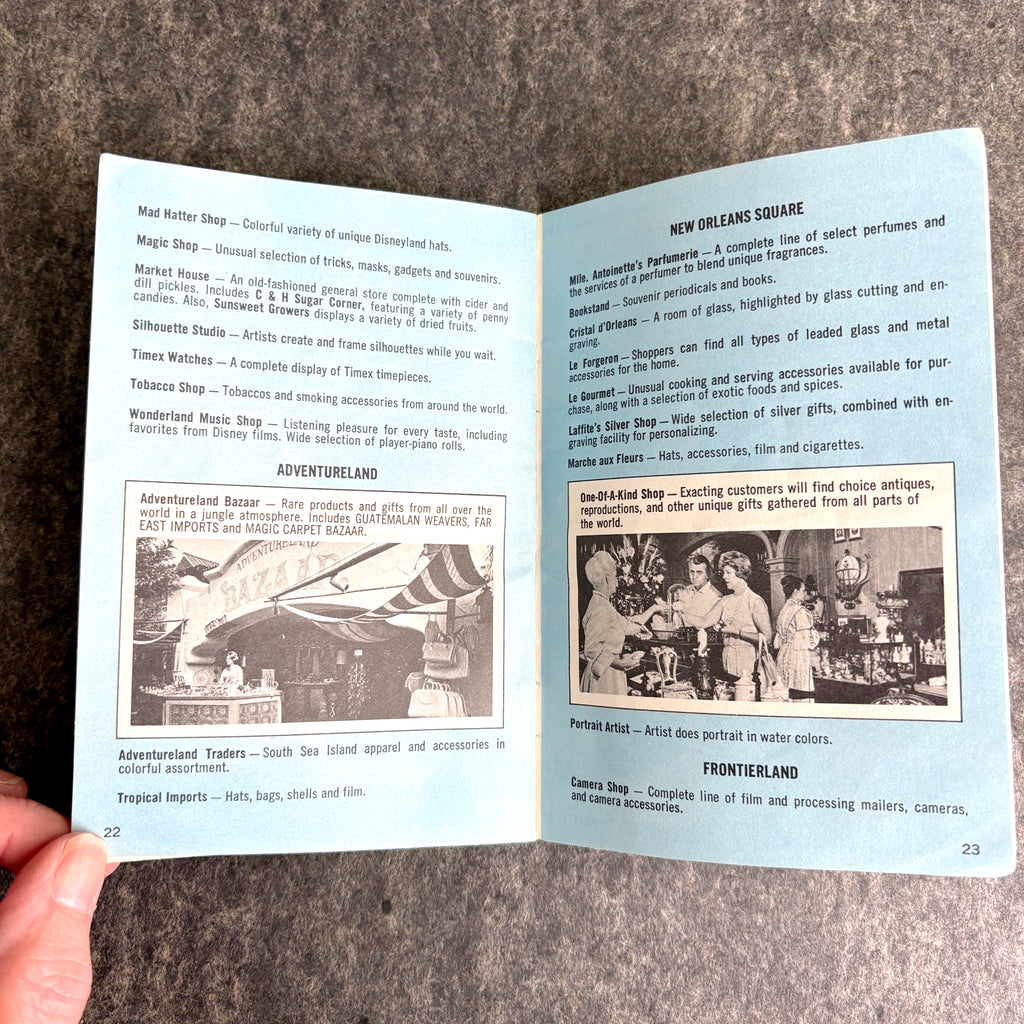 Mad Hatter Shop — Colorful variety of unique Disneyland hats.
Magic Shop — Unusual selection of tricks, masks, gadgets and souvenirs.
Market House — An old-fashioned general store complete with cider and
dill pickles. Includes C & H Sugar Corner, featuring a variety of penny
candies. Also, Sunsweet Growers displays a variety of dried fruits.
Silhouette Studio — Artists create and frame silhouettes while you wait.
Timex Watches — A complete display of Timex timepieces.
Tobacco Shop — Tobaccos and smoking accessories from around the world.
Wonderland Music Shop — Listening pleasure for every taste, including
favorites from Disney films. Wide selection of player-piano rolls.
ADVENTURELAND
Adventureland Bazaar — Rare products and gifts from all over the
world in a jungle atmosphere. Includes GUATEMALAN WEAVERS, FAR
EAST IMPORTS and MAGIC CARPET BAZAAR.
ADVENTURELAND
BAZAAR
Adventureland Traders — South Sea Island apparel and accessories in
colorful assortment.
Tropical Imports — Hats, bags, shells and film.
22
NEW ORLEANS SQUARE
Mlle. Antoinette's Parfumerie — A complete line of select perfumes and
the services of a perfumer to blend unique fragrances.
Bookstand — Souvenir periodicals and books.
Cristal d'Orleans — A room of glass, highlighted by glass cutting and en-
graving.
Le Forgeron — Shoppers can find all types of leaded glass and metal
accessories for the home.
Le Gourmet — Unusual cooking and serving accessories available for pur-
chase, along with a selection of exotic foods and spices.
Laffite's Silver Shop — Wide selection of silver gifts, combined with en-
graving facility for personalizing.
Marche aux Fleurs — Hats, accessories, film and cigarettes.
One-Of-A-Kind Shop — Exacting customers will find choice antiques,
reproductions, and other unique gifts gathered from all parts of
the world.
Portrait Artist — Artist does portrait in water colors.
FRONTIERLAND
Camera Shop — Complete line of film and processing mailers, cameras,
and camera accessories.
23